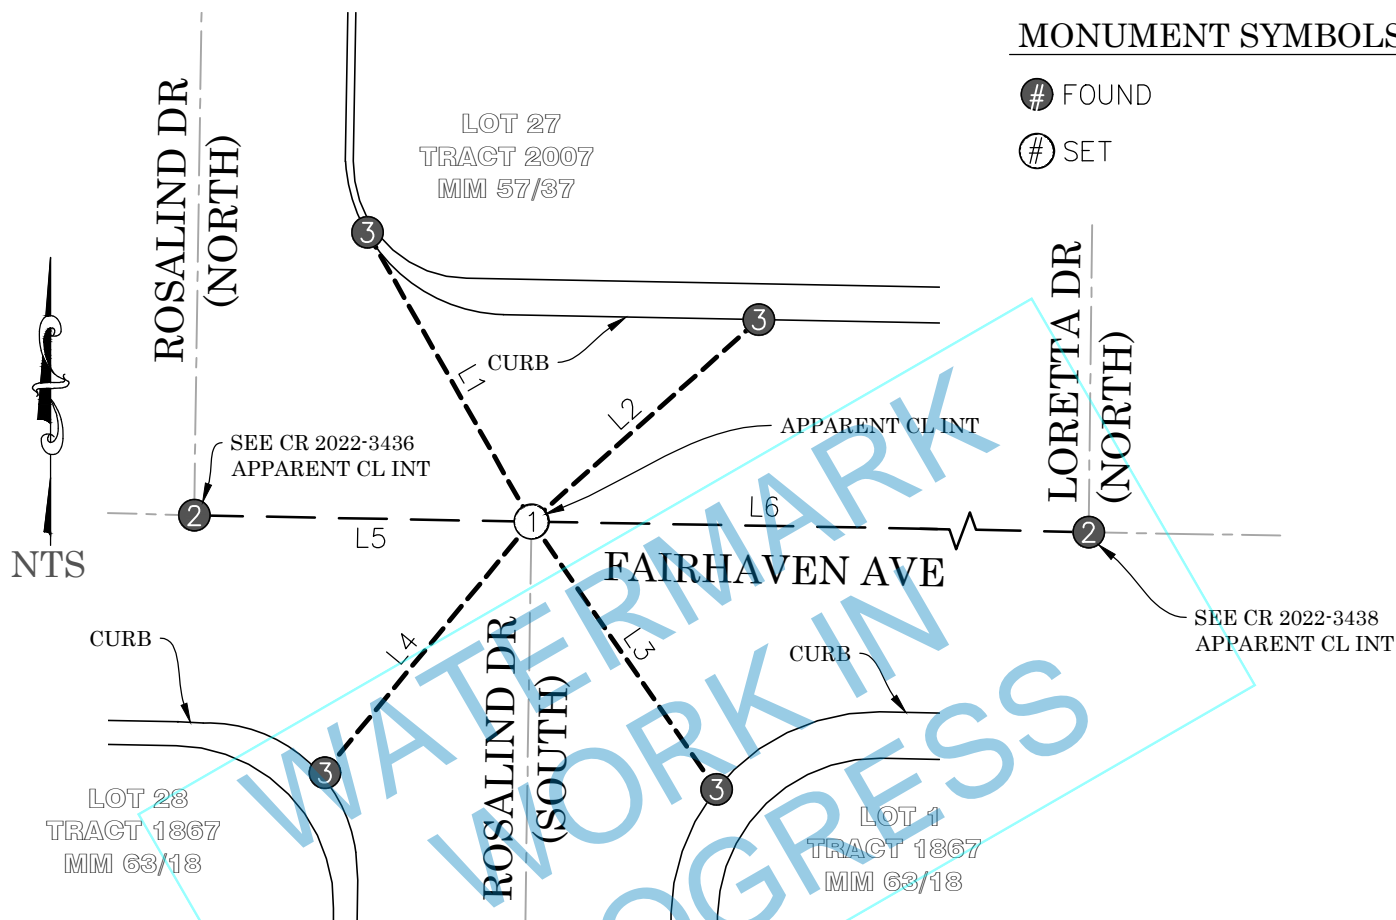 MONUMENT SYMBOLS
# FOUND
# SET
ROSALIND DR
(NORTH)
LOT 27
TRACT 2007
MM 57/37
3
3
CURB
L1
L2
APPARENT CL INT
LORETTA DR
(NORTH)
SEE CR 2022-3436
APPARENT CL INT
2
L5
1
L6
2
NTS
FAIRHAVEN AVE
SEE CR 2022-3438
APPARENT CL INT
CURB
L4
L3
CURB
ROSALIND DR
(SOUTH)
3
3
LOT 28
TRACT 1867
MM 63/18
LOT 1
TRACT 1867
MM 63/18
WATERMARK
WORK IN
OGRESS